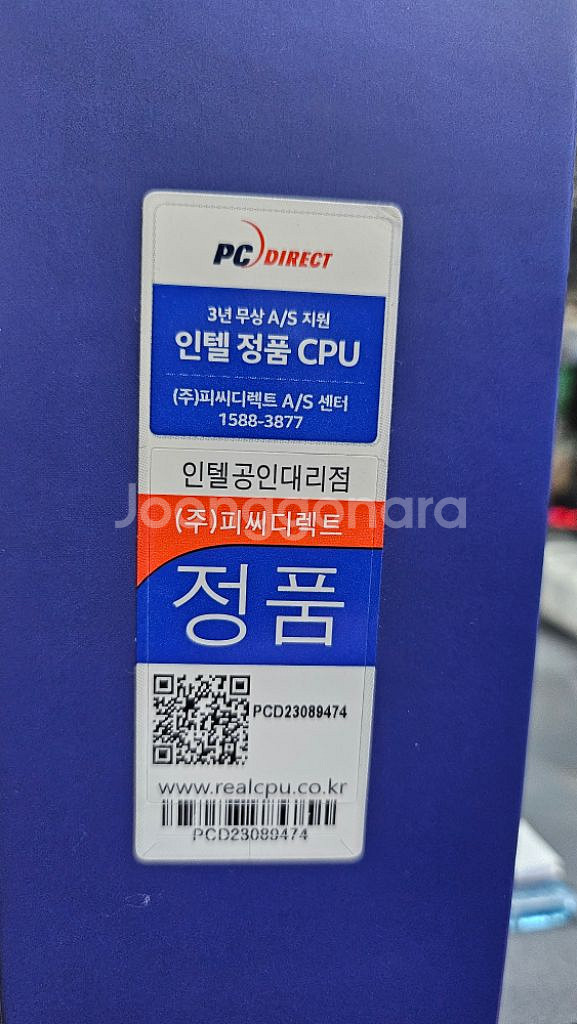 PC DIRECT
3년 무상 A/S 지원
인텔 정품 CPU
(주)피씨디렉트 A/S 센터
1588-3877
인텔공인대리점
Joonggonara
(주)피씨디렉트
정품
PCD23089474
www.realcpu.co.kr
PCD23089474